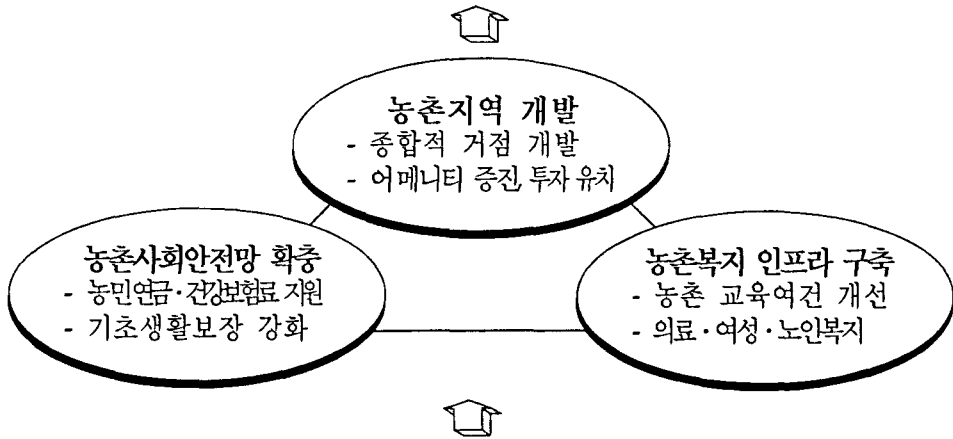 농촌지역 개발
- 종합적 거점 개발
- 어메니티 증진, 투자 유치
농촌사회안전망 확충
- 농민연금·건강보험료 지원
- 기초생활보장 강화
농촌복지 인프라 구축
- 농촌 교육여건 개선
- 의료·여성·노인복지